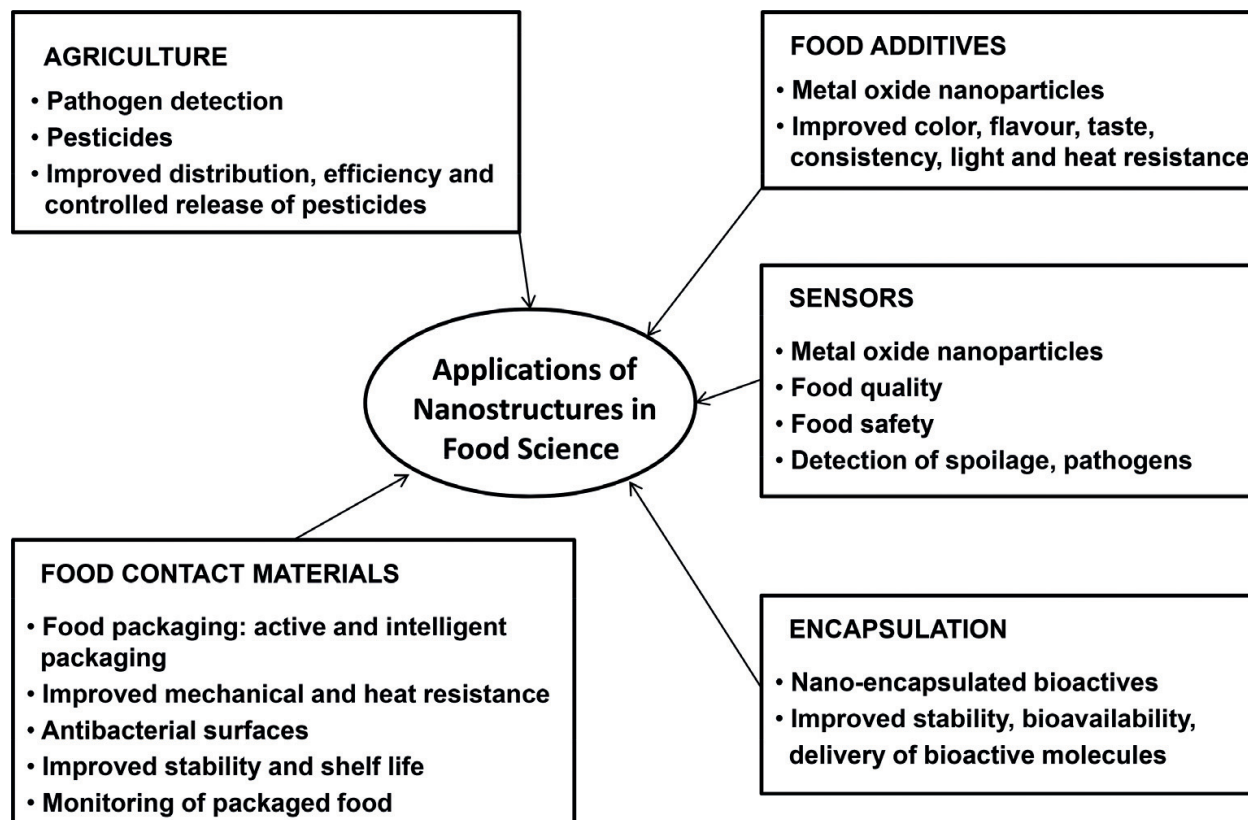 AGRICULTURE
• Pathogen detection
• Pesticides
• Improved distribution, efficiency and
controlled release of pesticides
FOOD ADDITIVES
• Metal oxide nanoparticles
• Improved color, flavour, taste,
consistency, light and heat resistance
Applications of
Nanostructures in
Food Science
SENSORS
• Metal oxide nanoparticles
• Food quality
• Food safety
• Detection of spoilage, pathogens
FOOD CONTACT MATERIALS
• Food packaging: active and intelligent
packaging
• Improved mechanical and heat resistance
• Antibacterial surfaces
• Improved stability and shelf life
• Monitoring of packaged food
ENCAPSULATION
• Nano-encapsulated bioactives
• Improved stability, bioavailability,
delivery of bioactive molecules